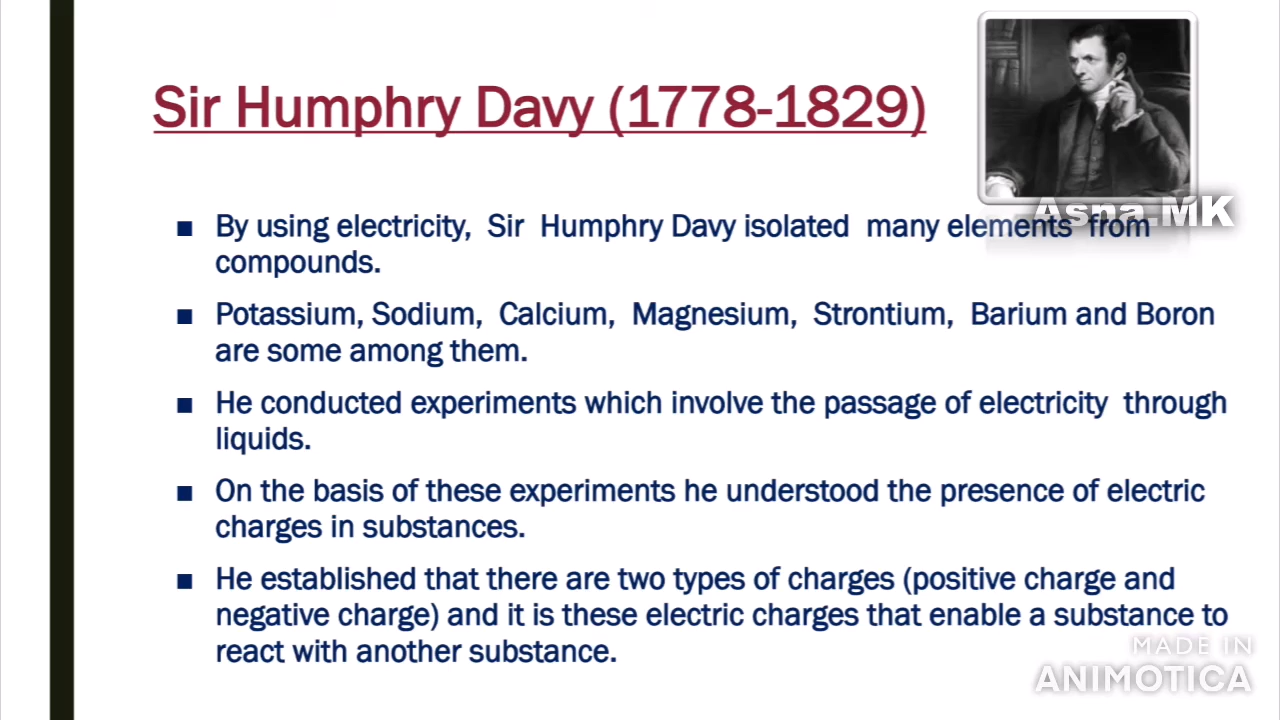 Sir Humphry Davy (1778-1829)
Asna.MK
■ By using electricity, Sir Humphry Davy isolated many elements from
compounds.
■ Potassium, Sodium, Calcium, Magnesium, Strontium, Barium and Boron
are some among them.
■ He conducted experiments which involve the passage of electricity through
liquids.
■ On the basis of these experiments he understood the presence of electric
charges in substances.
■ He established that there are two types of charges (positive charge and
negative charge) and it is these electric charges that enable a substance to
react with another substance.
MADE IN
ANIMOTICA